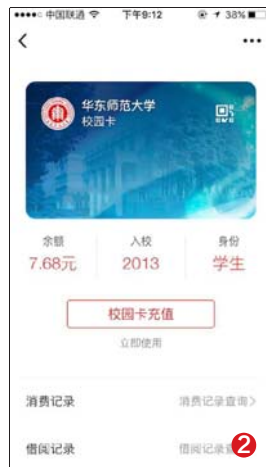 中国联通 下午9:12 38%
华东师范大学
校园卡
余额 入校 身份
7.68元 2013 学生
校园卡充值
立即使用
消费记录 消费记录查询>
借阅记录 借阅记录查 2